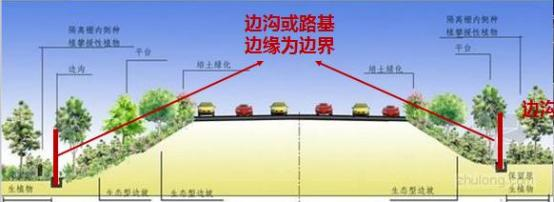 边沟或路基
边缘为边界
隔离栅内侧种
植攀援性植物
平台
边沟
培土绿化
培土绿化
平台
隔离栅内侧种
植攀援性植物
边沟
生植物
生态型边坡
生态型边坡
生态型边坡
保留原
生植物
zhulong.com